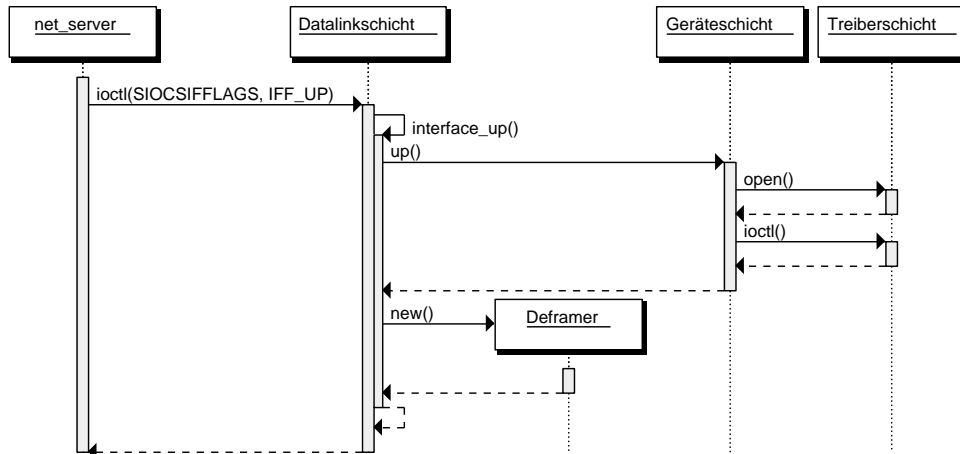 net_server
Datalinkschicht
Geräteschicht
Treiberschicht
ioctl(SIOCSIFFLAGS, IFF_UP)
interface_up()
up()
open()
ioctl()
new()
Deframer